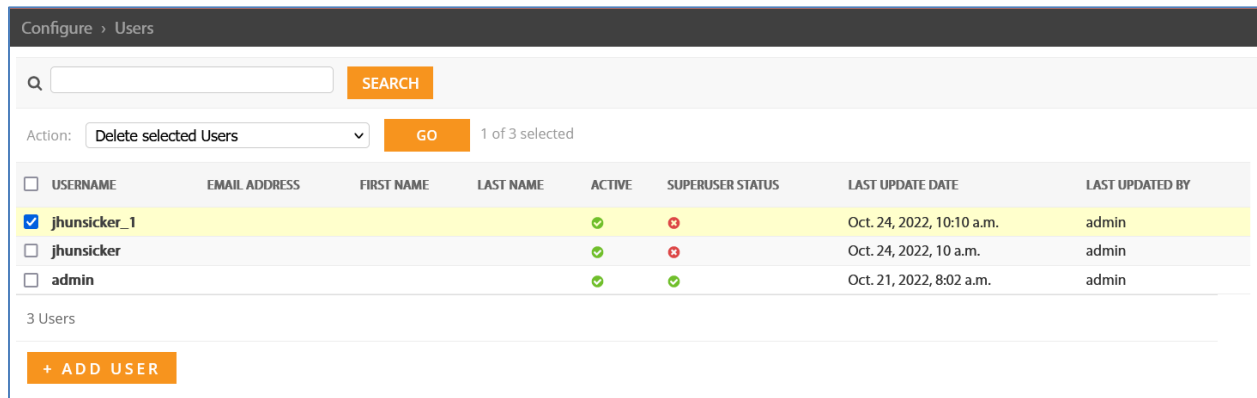 Configure › Users
SEARCH
Action: Delete selected Users GO 1 of 3 selected
USERNAME EMAIL ADDRESS FIRST NAME LAST NAME ACTIVE SUPERUSER STATUS LAST UPDATE DATE LAST UPDATED BY
jhunsicker_1 Oct. 24, 2022, 10:10 a.m. admin
jhunsicker Oct. 24, 2022, 10 a.m. admin
admin Oct. 21, 2022, 8:02 a.m. admin
3 Users
+ ADD USER